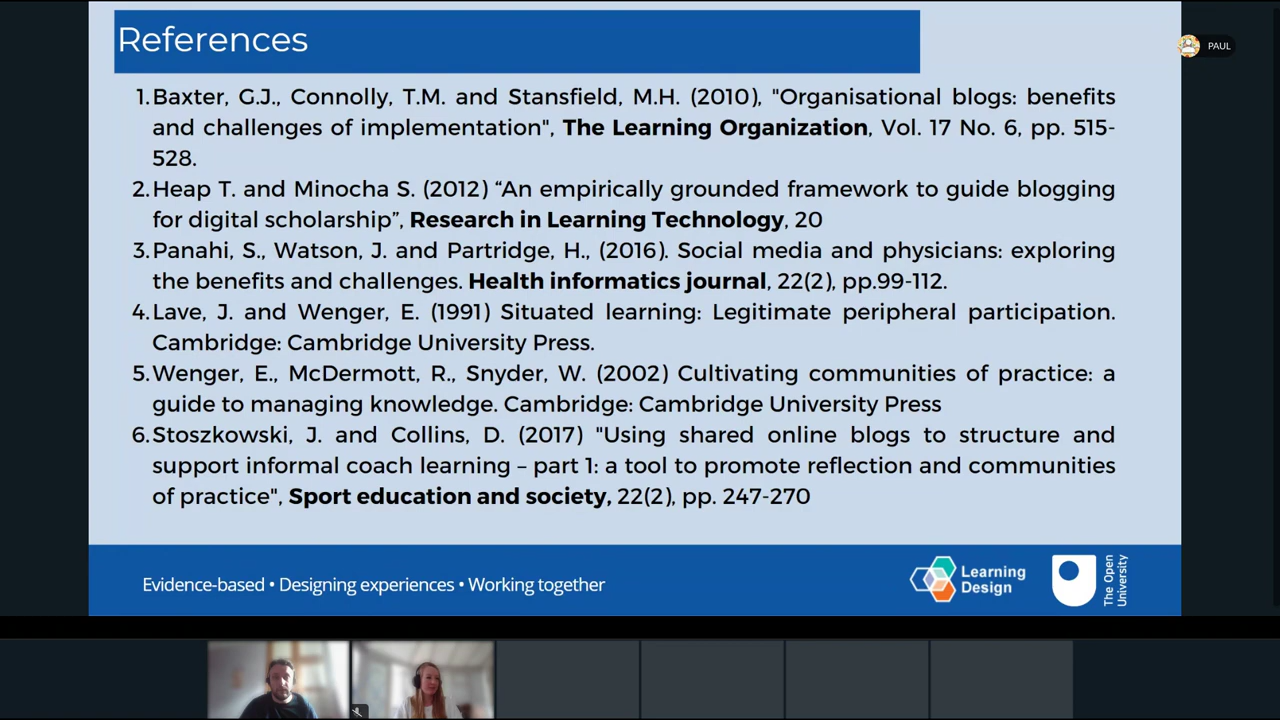 References
PAUL
1. Baxter, G.J., Connolly, T.M. and Stansfield, M.H. (2010), "Organisational blogs: benefits
and challenges of implementation", The Learning Organization, Vol. 17 No. 6, pp. 515-
528.
2. Heap T. and Minocha S. (2012) “An empirically grounded framework to guide blogging
for digital scholarship”, Research in Learning Technology, 20
3. Panahi, S., Watson, J. and Partridge, H., (2016). Social media and physicians: exploring
the benefits and challenges. Health informatics journal, 22(2), pp.99-112.
4. Lave, J. and Wenger, E. (1991) Situated learning: Legitimate peripheral participation.
Cambridge: Cambridge University Press.
5. Wenger, E., McDermott, R., Snyder, W. (2002) Cultivating communities of practice: a
guide to managing knowledge. Cambridge: Cambridge University Press
6. Stoszkowski, J. and Collins, D. (2017) "Using shared online blogs to structure and
support informal coach learning – part 1: a tool to promote reflection and communities
of practice", Sport education and society, 22(2), pp. 247-270
Evidence-based • Designing experiences • Working together
Learning
Design
The Open
University